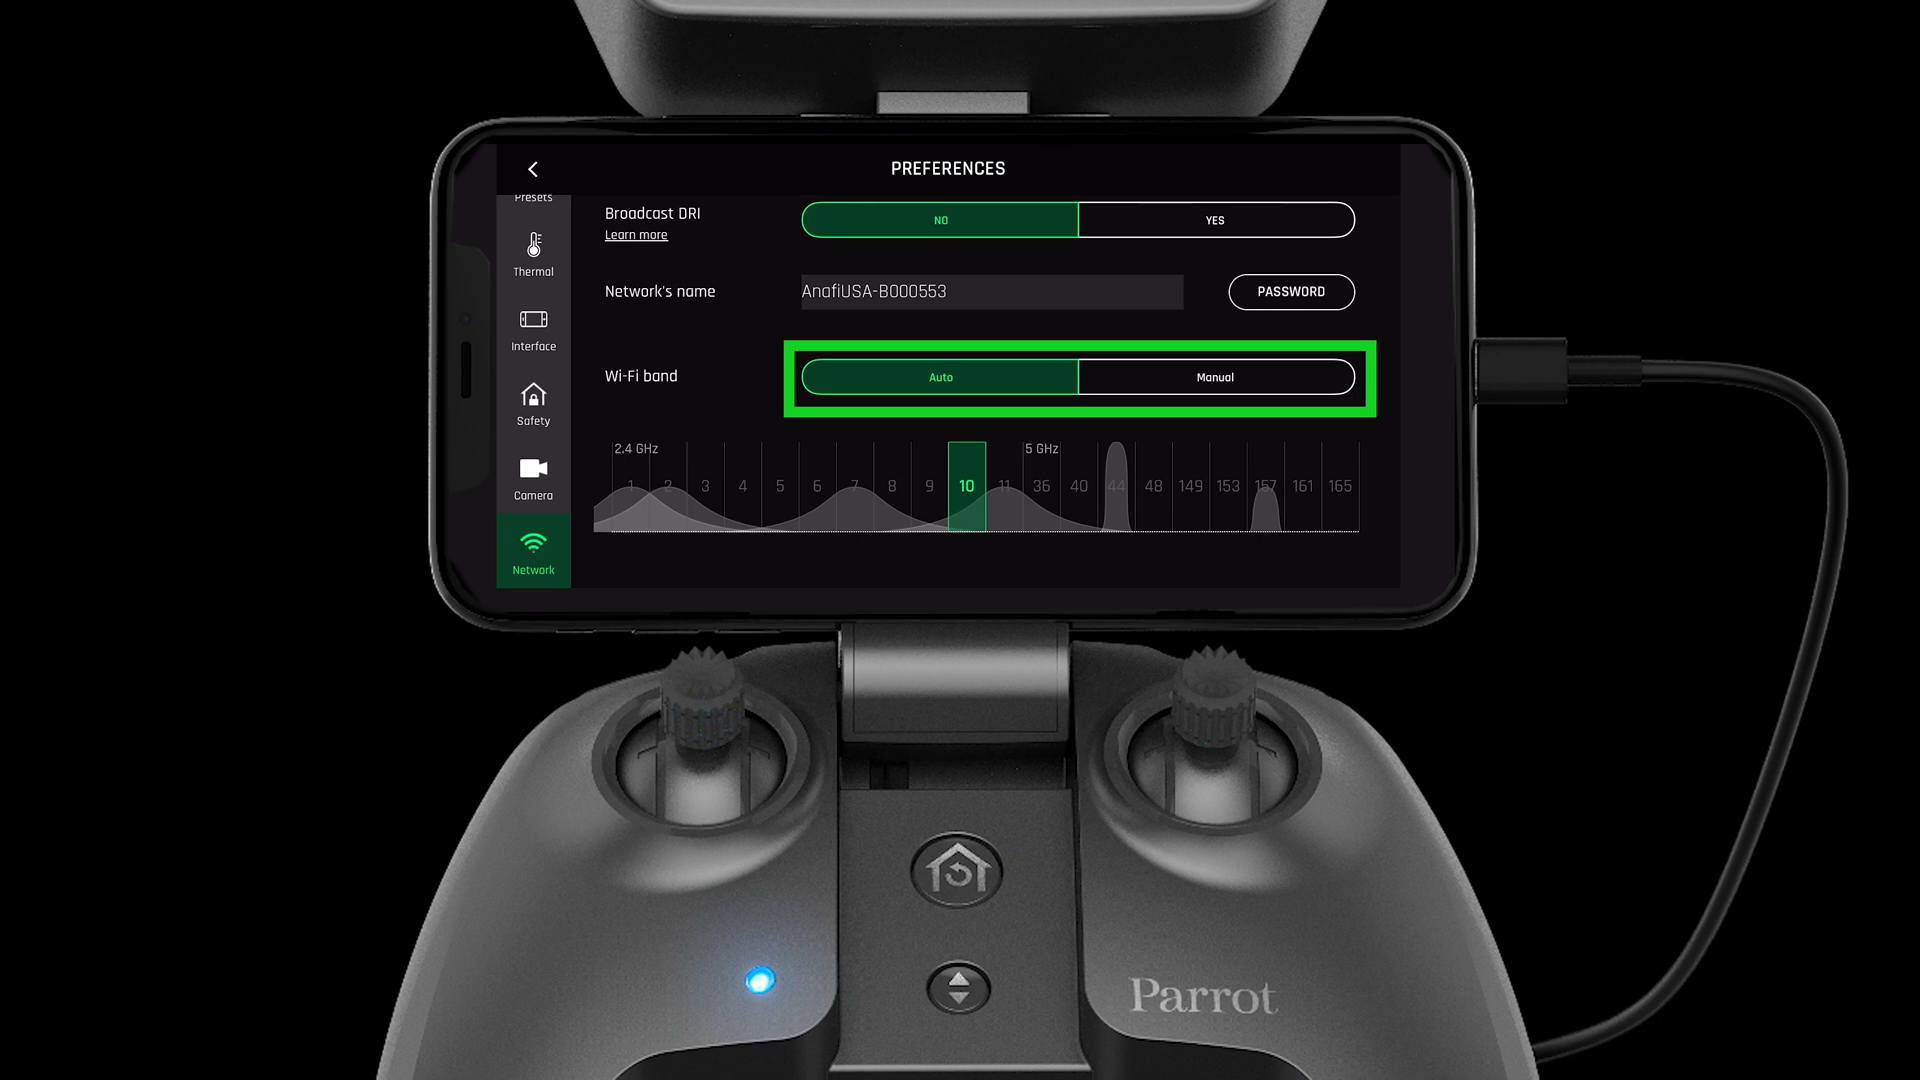 PREFERENCES
Presets
Thermal
Interface
Safety
Camera
Network
Broadcast DRI
Learn more
NO
YES
Network's name
AnafiUSA-B000553
PASSWORD
Wi-Fi band
Auto
Manual
2.4 GHz
5 GHz
1 2 3 4 5 6 7 8 9 10 11 36 40 44 48 149 153 157 161 165
Parrot